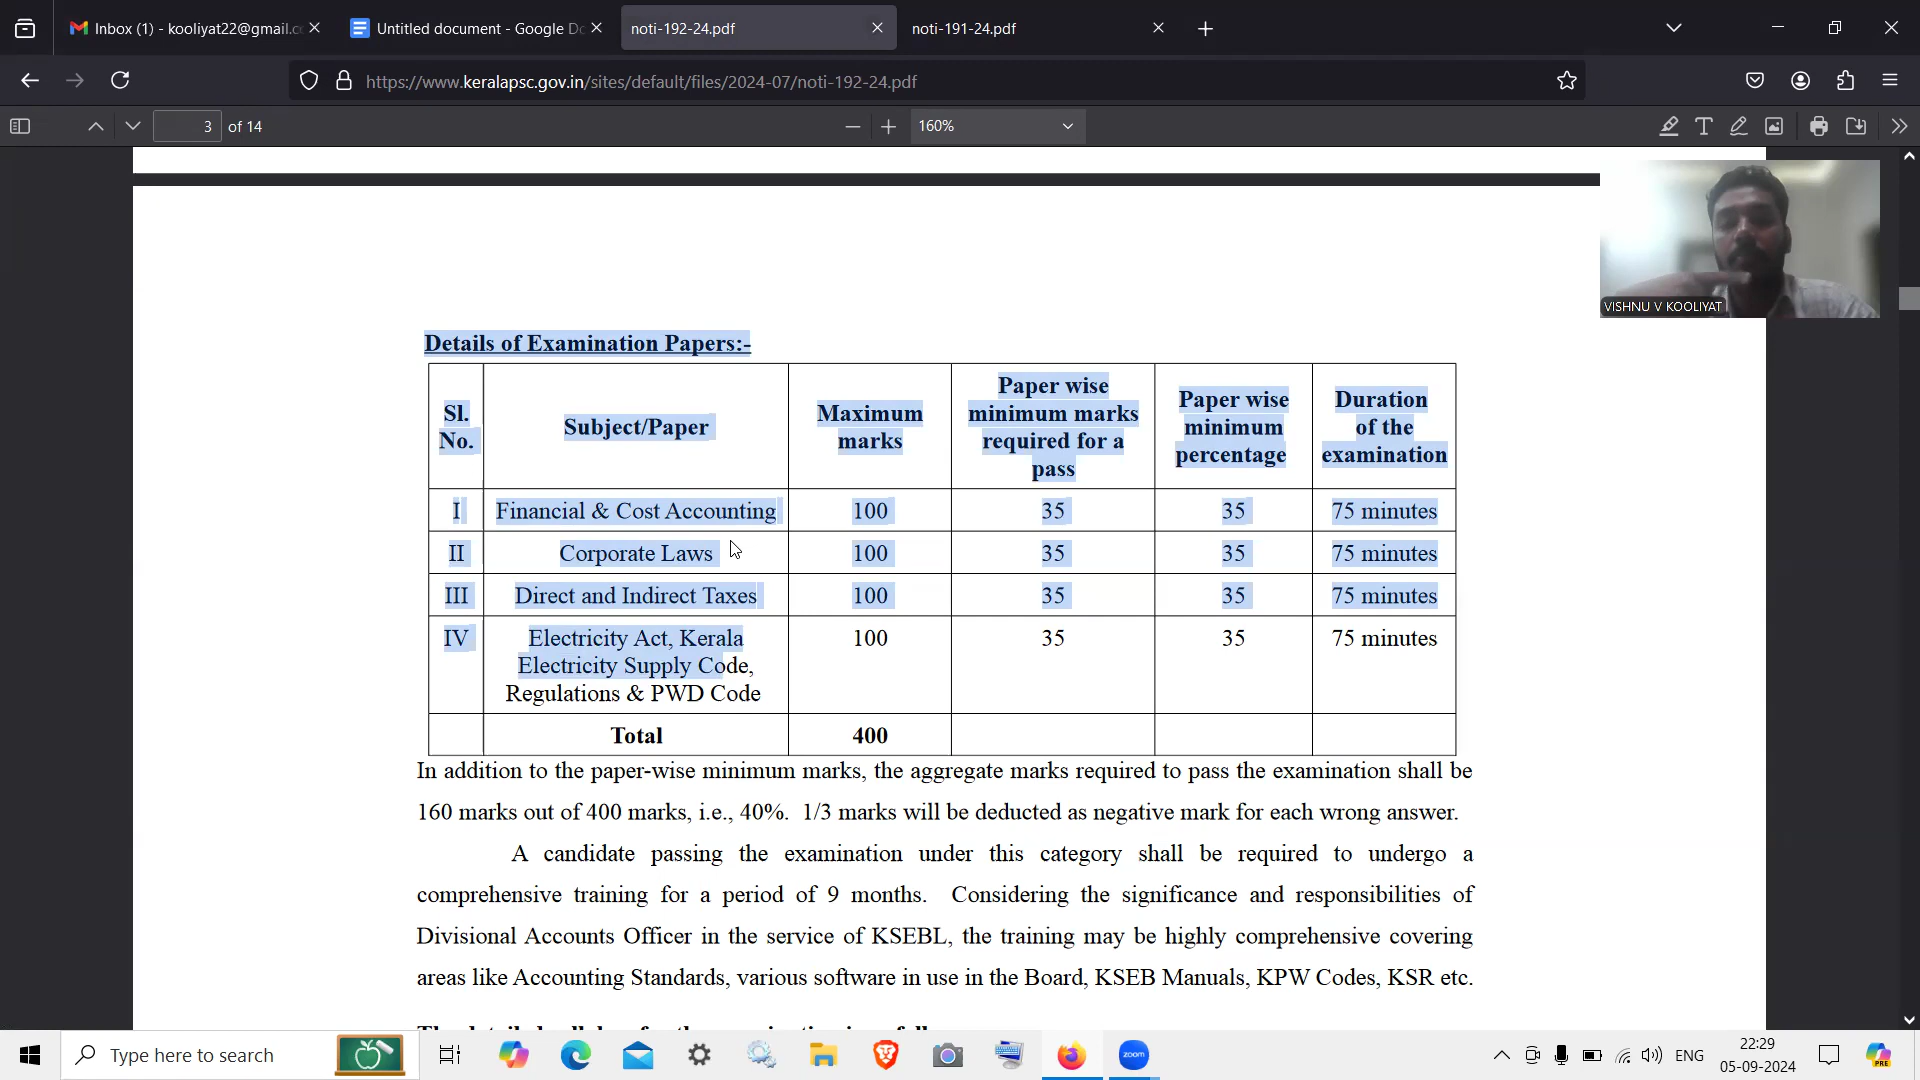 Inbox (1) - kooliyat22@gmail.co
Untitled document - Google Do
noti-192-24.pdf
noti-191-24.pdf
https://www.keralapsc.gov.in/sites/default/files/2024-07/noti-192-24.pdf
3 of 14
160%
VISHNU V KOOLIYAT
Details of Examination Papers:-
Sl. No. Subject/Paper Maximum marks Paper wise minimum marks required for a pass Paper wise minimum percentage Duration of the examination
I Financial & Cost Accounting 100 35 35 75 minutes
II Corporate Laws 100 35 35 75 minutes
III Direct and Indirect Taxes 100 35 35 75 minutes
IV Electricity Act, Kerala 100 35 35 75 minutes
Electricity Supply Code,
Regulations & PWD Code
Total 400
In addition to the paper-wise minimum marks, the aggregate marks required to pass the examination shall be
160 marks out of 400 marks, i.e., 40%. 1/3 marks will be deducted as negative mark for each wrong answer.
A candidate passing the examination under this category shall be required to undergo a
comprehensive training for a period of 9 months. Considering the significance and responsibilities of
Divisional Accounts Officer in the service of KSEBL, the training may be highly comprehensive covering
areas like Accounting Standards, various software in use in the Board, KSEB Manuals, KPW Codes, KSR etc.
Type here to search
zoom
ENG
22:29
05-09-2024
PRE